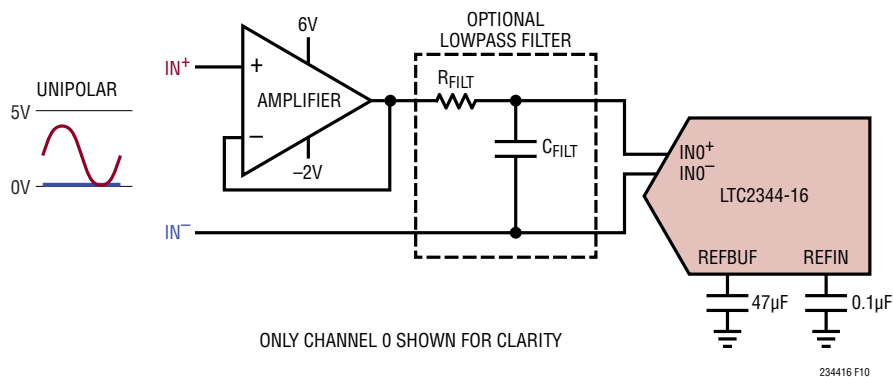 OPTIONAL
LOWPASS FILTER
6V
IN+
+
RFILT
UNIPOLAR
AMPLIFIER
5V
–
CFILT
IN0+
IN0–
0V
–2V
LTC2344-16
IN–
REFBUF
REFIN
47µF
0.1µF
ONLY CHANNEL 0 SHOWN FOR CLARITY
234416 F10